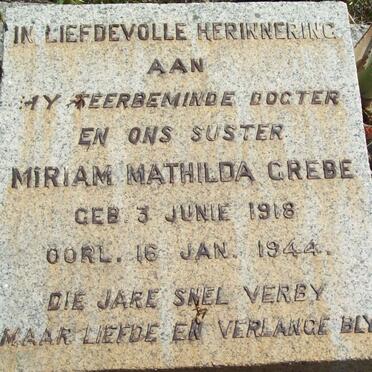 IN LIEFDEVOLLE HERINNERING
AAN
MY TEERBEMINDE DOGTER
EN ONS SUSTER
MIRIAM MATHILDA GREBE
GEB. 3 JUNIE 1918
OORL. 16 JAN. 1944.
DIE JARE SNEL VERBY
MAAR LIEFDE EN VERLANGE BLY